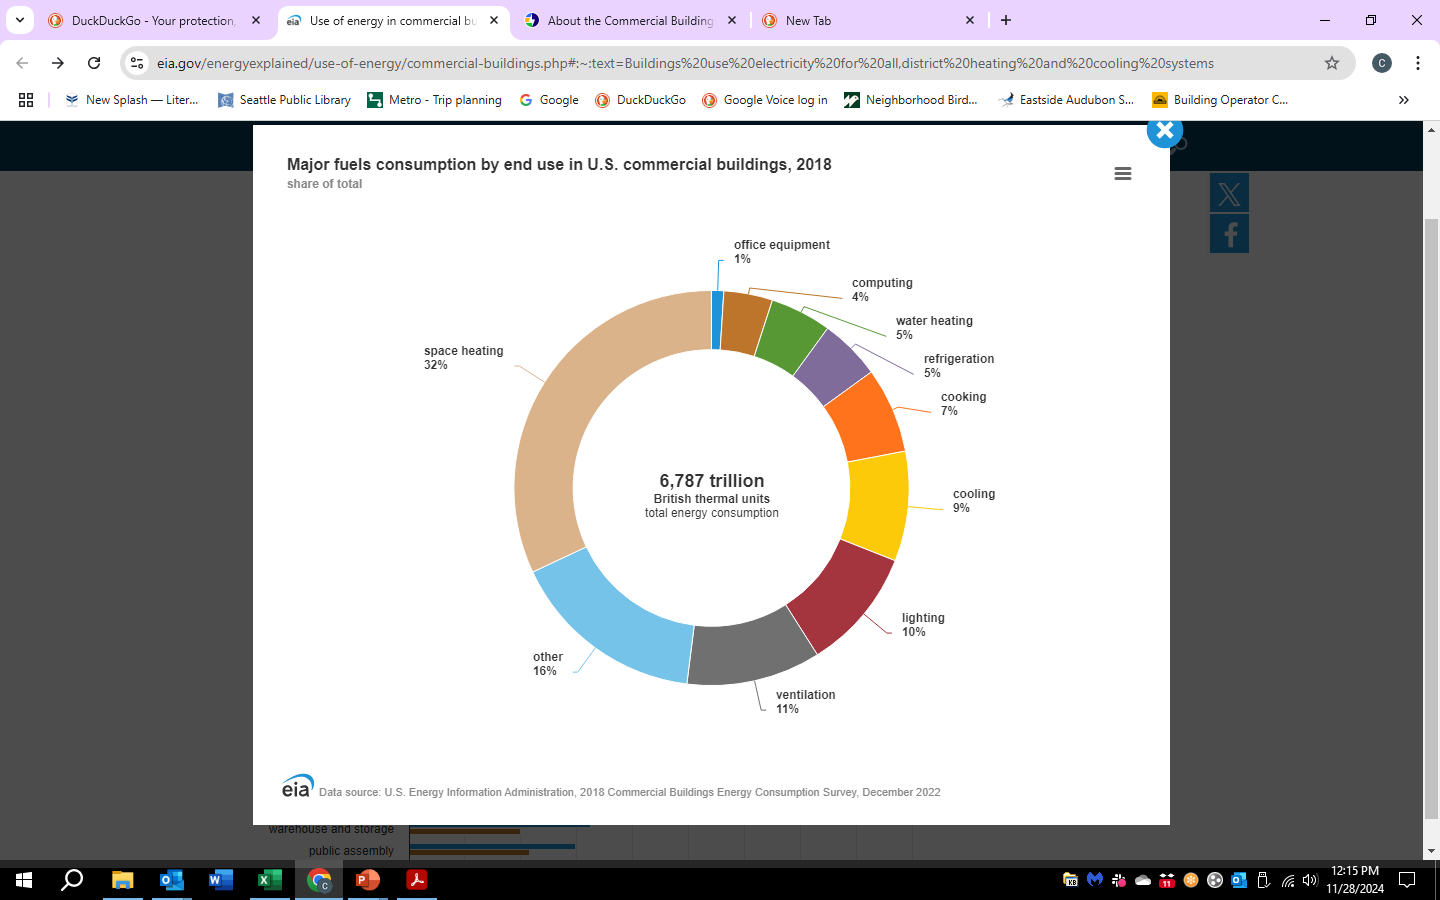 DuckDuckGo - Your protection,
Use of energy in commercial bu
About the Commercial Building
New Tab
eia.gov/energyexplained/use-of-energy/commercial-buildings.php#:~:text=Buildings%20use%20electricity%20for%20all,district%20heating%20and%20cooling%20systems
C
New Splash — Liter...
Seattle Public Library
Metro - Trip planning
Google
DuckDuckGo
Google Voice log in
Neighborhood Bird...
Eastside Audubon S...
Building Operator C...
Major fuels consumption by end use in U.S. commercial buildings, 2018
share of total
office equipment
1%
computing
4%
water heating
5%
refrigeration
5%
cooking
7%
cooling
9%
lighting
10%
ventilation
11%
other
16%
space heating
32%
6,787 trillion
British thermal units
total energy consumption
eia
Data source: U.S. Energy Information Administration, 2018 Commercial Buildings Energy Consumption Survey, December 2022
warehouse and storage
public assembly
12:15 PM
11/28/2024